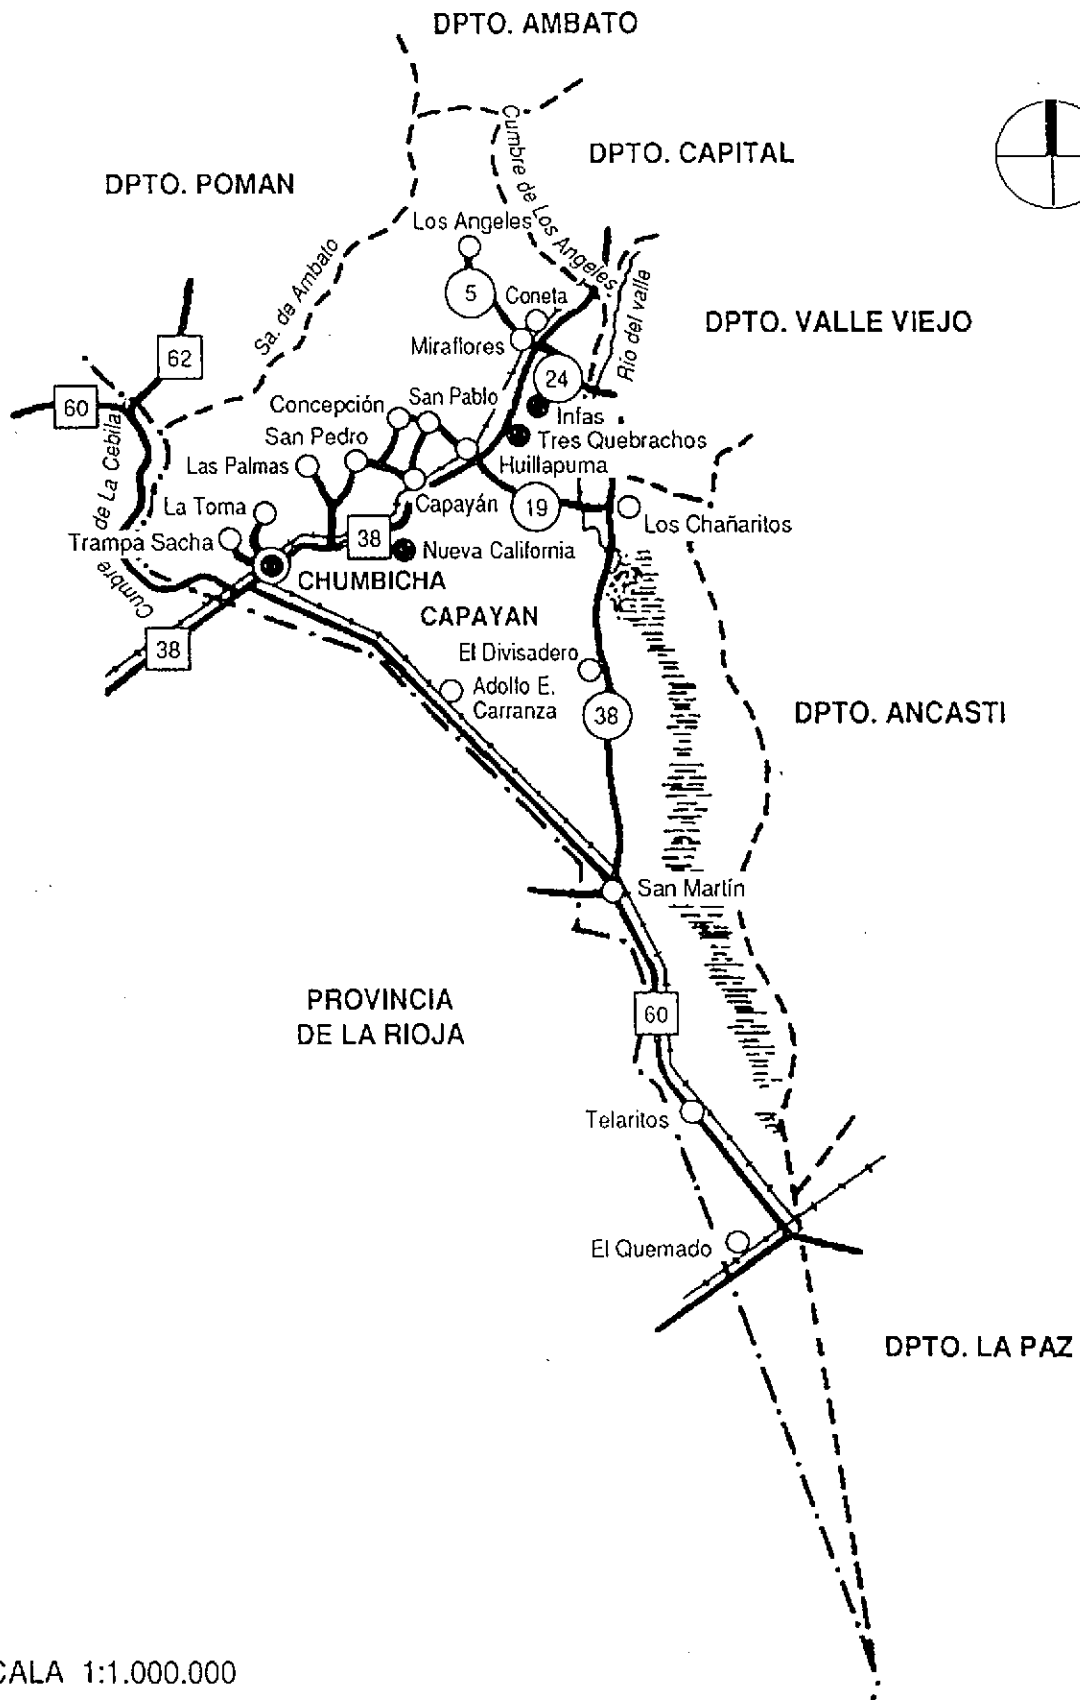 DPTO. AMBATO
Cumbre de Los Angeles
DPTO. CAPITAL
DPTO. POMAN
Los Angeles
Sa. de Ambato
Rio del valle
5
Coneta
DPTO. VALLE VIEJO
Miraflores
62
24
60
San Pablo
Concepción
Infas
San Pedro
Tres Quebrachos
Las Palmas
Huillapuma
Cumbre de La Cebila
La Toma
Capayán
19
Los Chañaritos
Trampa Sacha
38
Nueva California
CHUMBICHA
CAPAYAN
38
El Divisadero
Adolfo E.
Carranza
38
DPTO. ANCASTI
San Martín
PROVINCIA
DE LA RIOJA
60
Telaritos
El Quemado
DPTO. LA PAZ
CALA 1:1.000.000